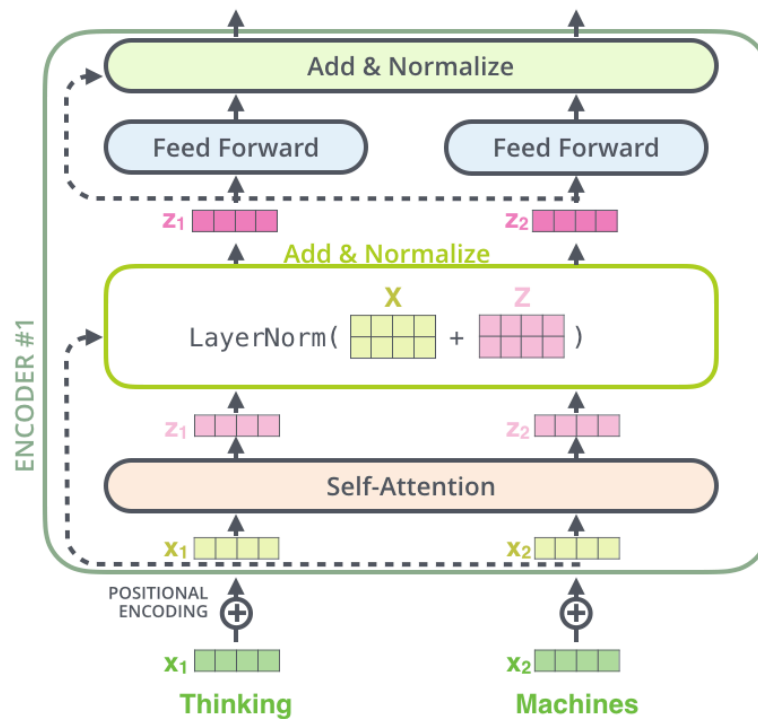 Add & Normalize
Feed Forward Feed Forward
z1 z2
Add & Normalize
X Z
LayerNorm( + )
ENCODER #1
z1 z2
Self-Attention
x1 x2
POSITIONAL
ENCODING
x1 x2
Thinking Machines